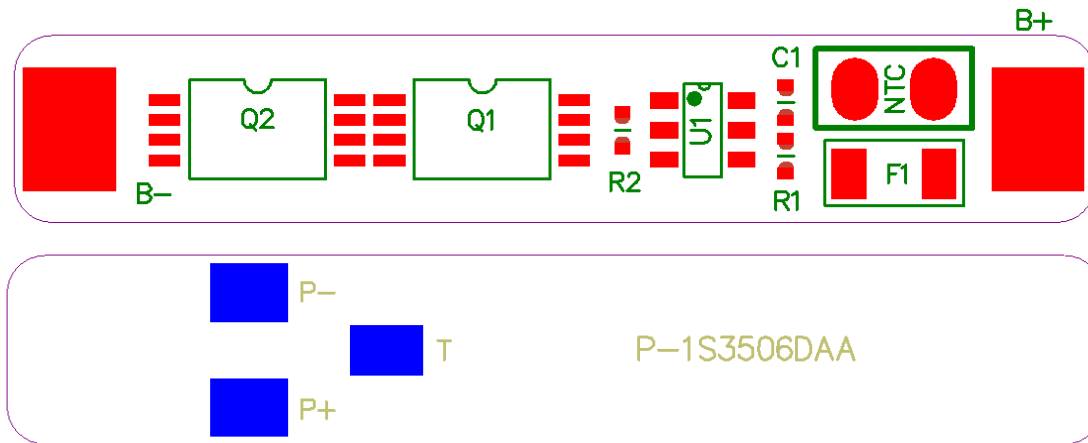 B+
C1
Q2
Q1
U1
NTC
F1
B-
R2
R1
P-
T
P-1S3506DAA
P+